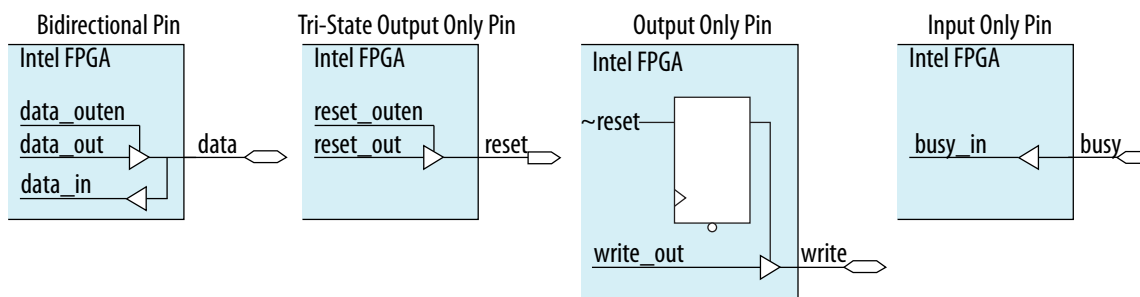 Bidirectional Pin
Intel FPGA
data_outen
data_out
data
data_in
Tri-State Output Only Pin
Intel FPGA
reset_outen
reset_out
reset
Output Only Pin
Intel FPGA
~reset
write_out
write
Input Only Pin
Intel FPGA
busy_in
busy